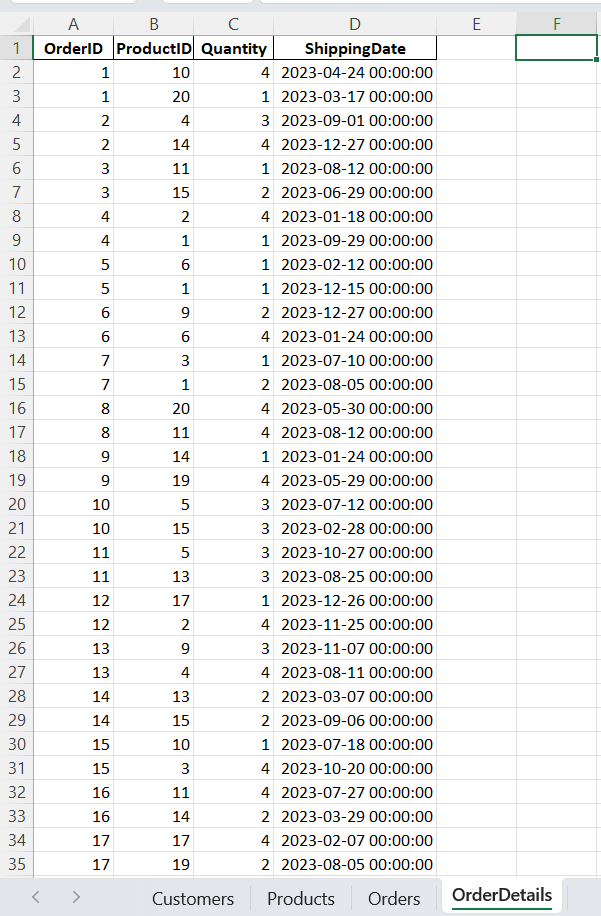 A B C D E F
1 OrderID ProductID Quantity ShippingDate
2 1 10 4 2023-04-24 00:00:00
3 1 20 1 2023-03-17 00:00:00
4 2 4 3 2023-09-01 00:00:00
5 2 14 4 2023-12-27 00:00:00
6 3 11 1 2023-08-12 00:00:00
7 3 15 2 2023-06-29 00:00:00
8 4 2 4 2023-01-18 00:00:00
9 4 1 1 2023-09-29 00:00:00
10 5 6 1 2023-02-12 00:00:00
11 5 1 1 2023-12-15 00:00:00
12 6 9 2 2023-12-27 00:00:00
13 6 6 4 2023-01-24 00:00:00
14 7 3 1 2023-07-10 00:00:00
15 7 1 2 2023-08-05 00:00:00
16 8 20 4 2023-05-30 00:00:00
17 8 11 4 2023-08-12 00:00:00
18 9 14 1 2023-01-24 00:00:00
19 9 19 4 2023-05-29 00:00:00
20 10 5 3 2023-07-12 00:00:00
21 10 15 3 2023-02-28 00:00:00
22 11 5 3 2023-10-27 00:00:00
23 11 13 3 2023-08-25 00:00:00
24 12 17 1 2023-12-26 00:00:00
25 12 2 4 2023-11-25 00:00:00
26 13 9 3 2023-11-07 00:00:00
27 13 4 4 2023-08-11 00:00:00
28 14 13 2 2023-03-07 00:00:00
29 14 15 2 2023-09-06 00:00:00
30 15 10 1 2023-07-18 00:00:00
31 15 3 4 2023-10-20 00:00:00
32 16 11 4 2023-07-27 00:00:00
33 16 14 2 2023-03-29 00:00:00
34 17 17 4 2023-02-07 00:00:00
35 17 19 2 2023-08-05 00:00:00
Customers Products Orders OrderDetails